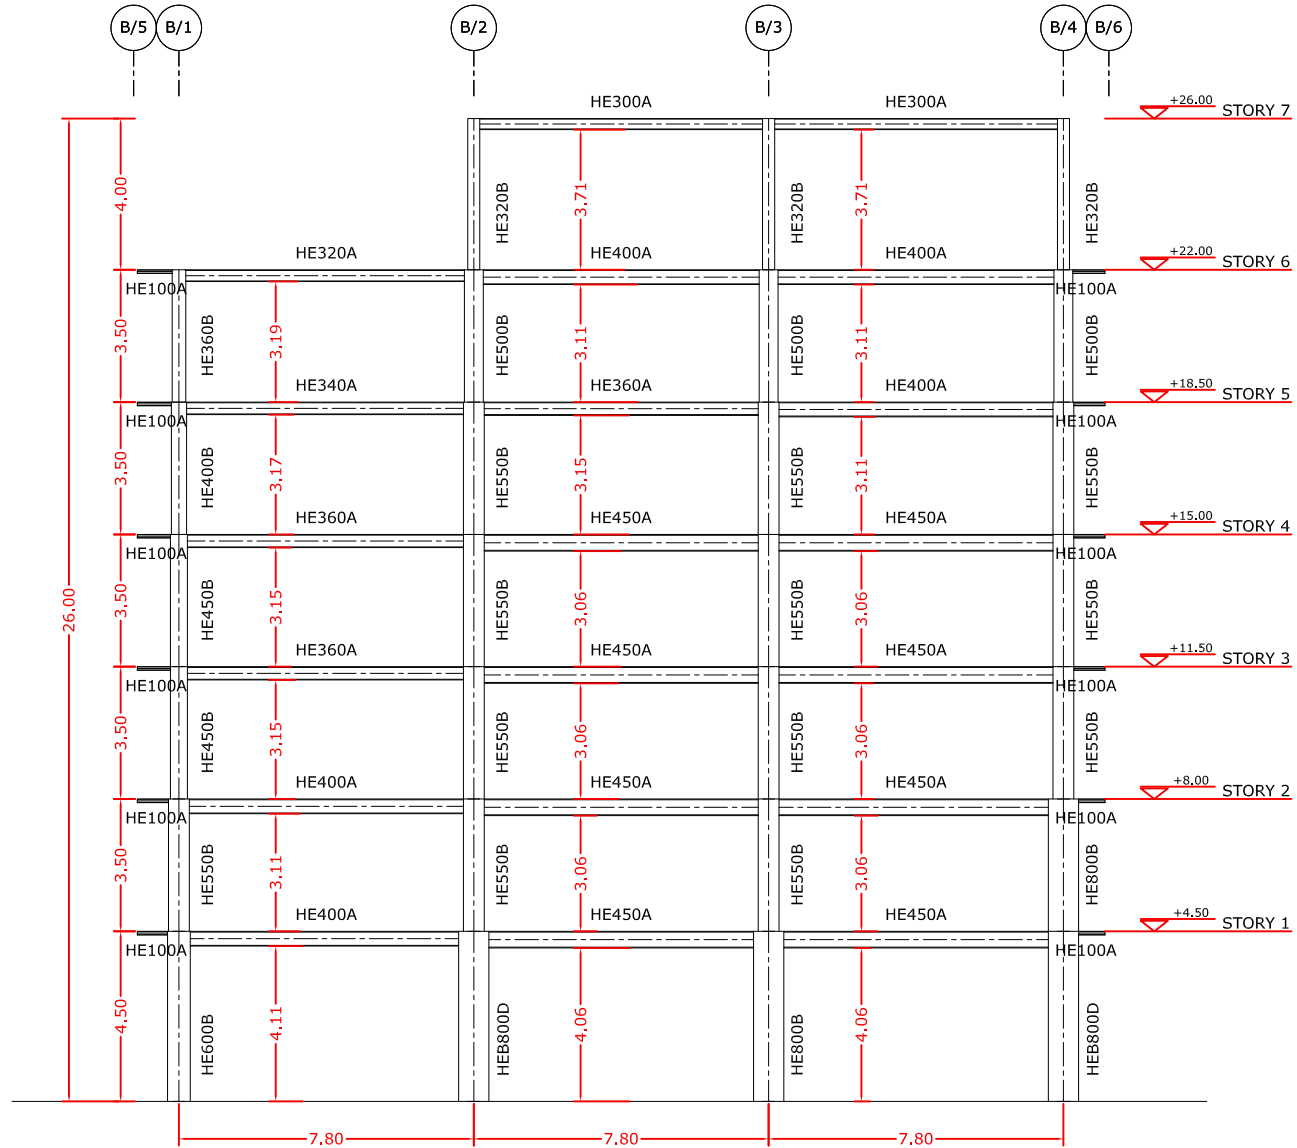 B/5 B/1 B/2 B/3 B/4 B/6
HE300A HE300A +26.00 STORY 7
4.00 HE320B 3.71 HE320B 3.71 HE320B
HE320A HE400A HE400A +22.00 STORY 6
HE100A HE100A
3.50 HE360B 3.19 HE500B 3.11 HE500B 3.11 HE500B
HE340A HE360A HE400A +18.50 STORY 5
HE100A HE100A
3.50 HE400B 3.17 HE550B 3.15 HE550B 3.11 HE550B
HE360A HE450A HE450A +15.00 STORY 4
HE100A HE100A
26.00 3.50 HE450B 3.15 HE550B 3.06 HE550B 3.06 HE550B
HE360A HE450A HE450A +11.50 STORY 3
HE100A HE100A
3.50 HE450B 3.15 HE550B 3.06 HE550B 3.06 HE550B
HE400A HE450A HE450A +8.00 STORY 2
HE100A HE100A
3.50 HE550B 3.11 HE550B 3.06 HE550B 3.06 HE800B
HE400A HE450A HE450A +4.50 STORY 1
HE100A HE100A
4.50 HE600B 4.11 HEB800D 4.06 HE800B 4.06 HEB800D
7.80 7.80 7.80